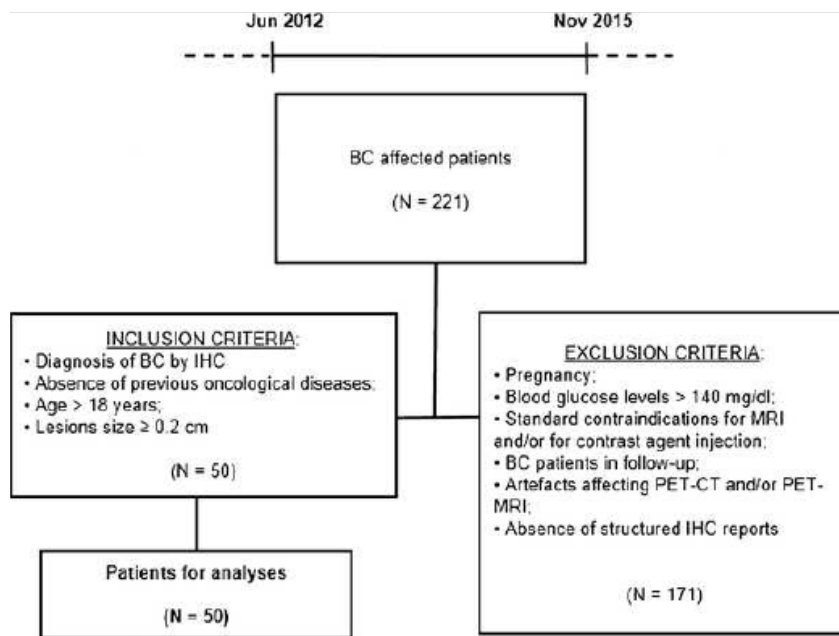 Jun 2012 Nov 2015
BC affected patients
(N = 221)
INCLUSION CRITERIA:
• Diagnosis of BC by IHC
• Absence of previous oncological diseases;
• Age > 18 years;
• Lesions size ≥ 0.2 cm
(N = 50)
Patients for analyses
(N = 50)
EXCLUSION CRITERIA:
• Pregnancy;
• Blood glucose levels > 140 mg/dl;
• Standard contraindications for MRI
and/or for contrast agent injection;
• BC patients in follow-up;
• Artefacts affecting PET-CT and/or PET-
MRI;
• Absence of structured IHC reports
(N = 171)